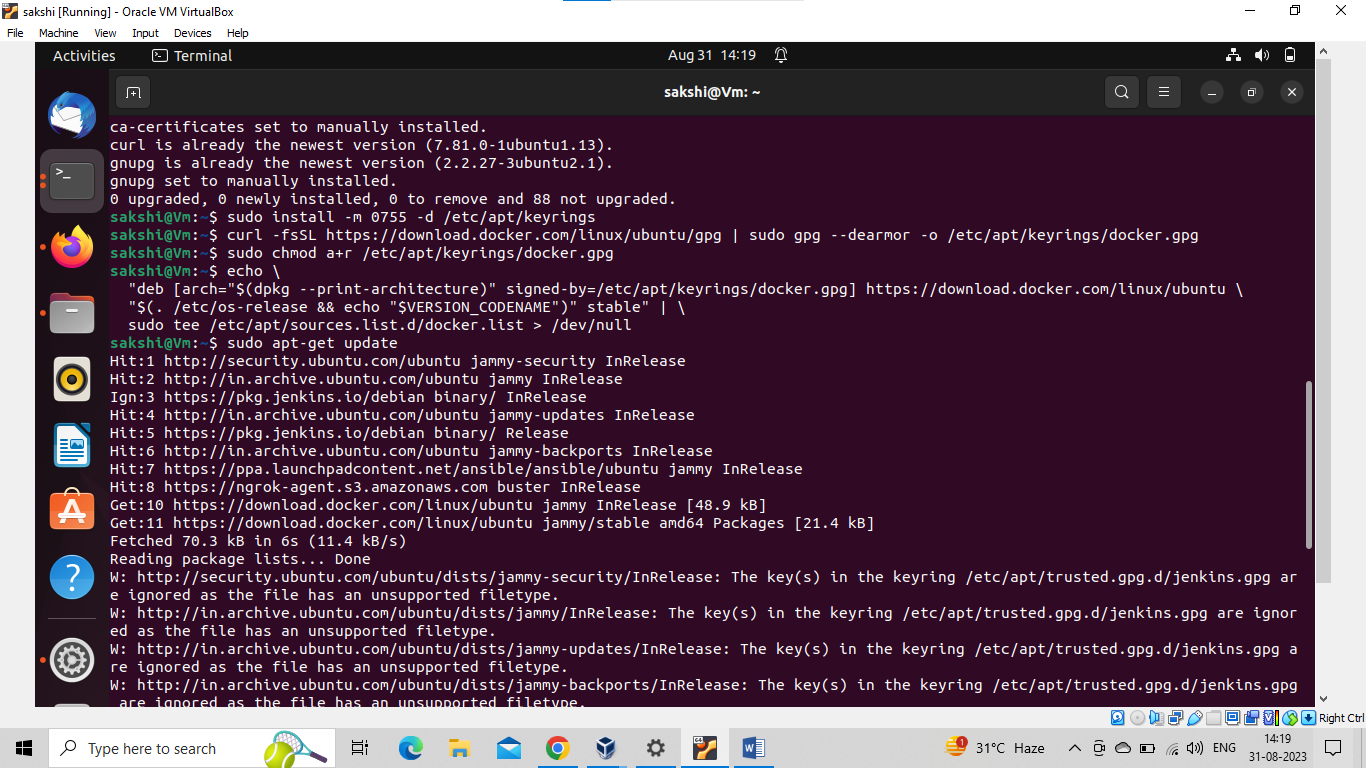 sakshi [Running] - Oracle VM VirtualBox
File Machine View Input Devices Help
Activities Terminal Aug 31 14:19
sakshi@Vm: ~
ca-certificates set to manually installed.
curl is already the newest version (7.81.0-1ubuntu1.13).
gnupg is already the newest version (2.2.27-3ubuntu2.1).
gnupg set to manually installed.
0 upgraded, 0 newly installed, 0 to remove and 88 not upgraded.
sakshi@Vm:~$ sudo install -m 0755 -d /etc/apt/keyrings
sakshi@Vm:~$ curl -fsSL https://download.docker.com/linux/ubuntu/gpg | sudo gpg --dearmor -o /etc/apt/keyrings/docker.gpg
sakshi@Vm:~$ sudo chmod a+r /etc/apt/keyrings/docker.gpg
sakshi@Vm:~$ echo \
  "deb [arch="$(dpkg --print-architecture)" signed-by=/etc/apt/keyrings/docker.gpg] https://download.docker.com/linux/ubuntu \
  "$(. /etc/os-release && echo "$VERSION_CODENAME")" stable" | \
  sudo tee /etc/apt/sources.list.d/docker.list > /dev/null
sakshi@Vm:~$ sudo apt-get update
Hit:1 http://security.ubuntu.com/ubuntu jammy-security InRelease
Hit:2 http://in.archive.ubuntu.com/ubuntu jammy InRelease
Ign:3 https://pkg.jenkins.io/debian binary/ InRelease
Hit:4 http://in.archive.ubuntu.com/ubuntu jammy-updates InRelease
Hit:5 https://pkg.jenkins.io/debian binary/ Release
Hit:6 http://in.archive.ubuntu.com/ubuntu jammy-backports InRelease
Hit:7 https://ppa.launchpadcontent.net/ansible/ansible/ubuntu jammy InRelease
Hit:8 https://ngrok-agent.s3.amazonaws.com buster InRelease
Get:10 https://download.docker.com/linux/ubuntu jammy InRelease [48.9 kB]
Get:11 https://download.docker.com/linux/ubuntu jammy/stable amd64 Packages [21.4 kB]
Fetched 70.3 kB in 6s (11.4 kB/s)
Reading package lists... Done
W: http://security.ubuntu.com/ubuntu/dists/jammy-security/InRelease: The key(s) in the keyring /etc/apt/trusted.gpg.d/jenkins.gpg ar
e ignored as the file has an unsupported filetype.
W: http://in.archive.ubuntu.com/ubuntu/dists/jammy/InRelease: The key(s) in the keyring /etc/apt/trusted.gpg.d/jenkins.gpg are ignor
ed as the file has an unsupported filetype.
W: http://in.archive.ubuntu.com/ubuntu/dists/jammy-updates/InRelease: The key(s) in the keyring /etc/apt/trusted.gpg.d/jenkins.gpg a
re ignored as the file has an unsupported filetype.
W: http://in.archive.ubuntu.com/ubuntu/dists/jammy-backports/InRelease: The key(s) in the keyring /etc/apt/trusted.gpg.d/jenkins.gpg
 are ignored as the file has an unsupported filetype.
Right Ctrl
Type here to search
1
31°C Haze
ENG
14:19
31-08-2023